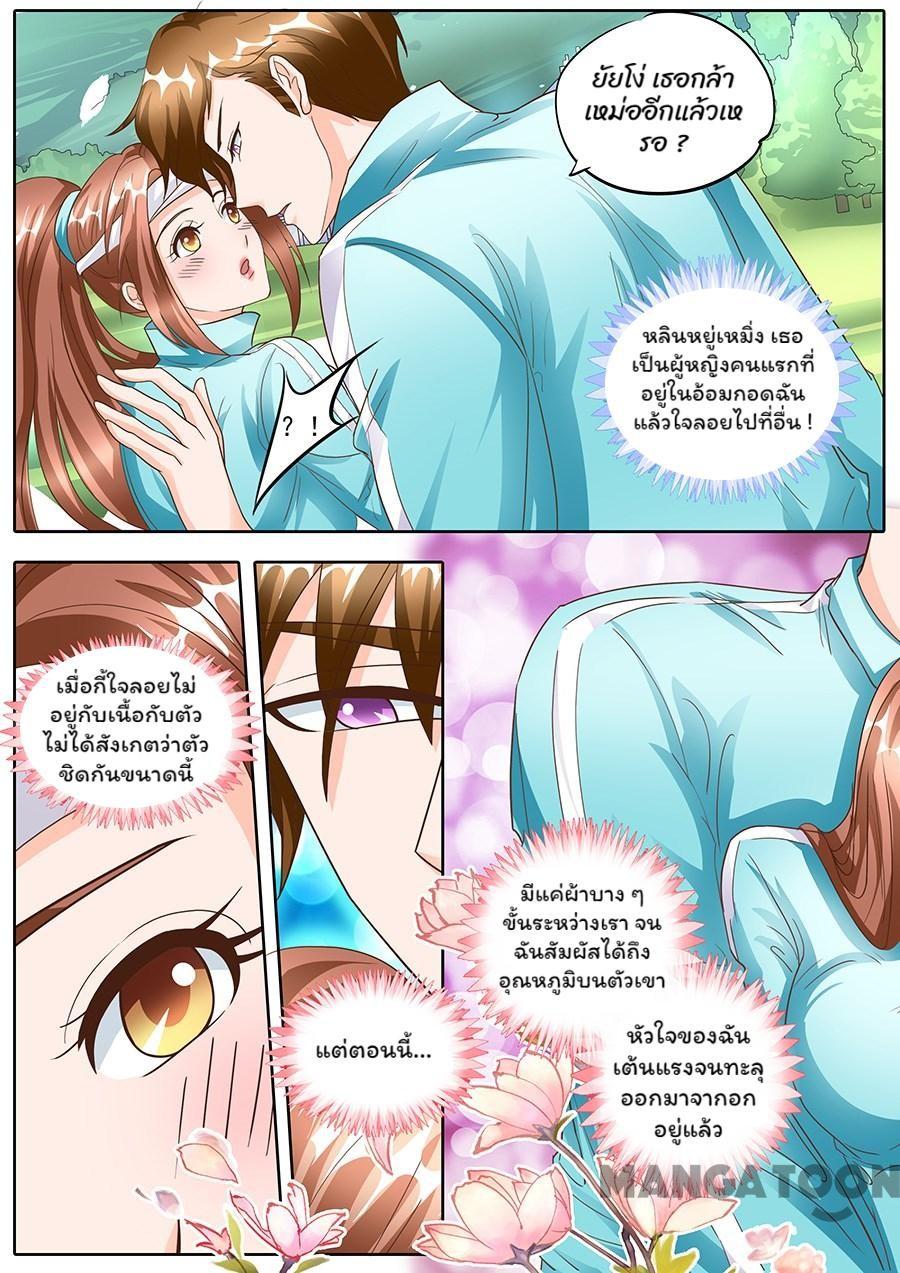 ยัยโง่ เธอกล้า
เหม่ออีกแล้วเห
รอ ?
หลินหยู่เหมิ่ง เธอ
เป็นผู้หญิงคนแรกที่
อยู่ในอ้อมกอดฉัน
แล้วใจลอยไปที่อื่น !
? !
เมื่อกี้ใจลอยไม่
อยู่กับเนื้อกับตัว
ไม่ได้สังเกตว่าตัว
ชิดกันขนาดนี้
แต่ตอนนี้...
มีแค่ผ้าบาง ๆ
ขั้นระหว่างเรา จน
ฉันสัมผัสได้ถึง
อุณหภูมิบนตัวเขา
หัวใจของฉัน
เต้นแรงจนทะลุ
ออกมาจากอก
อยู่แล้ว
MANGA TOON